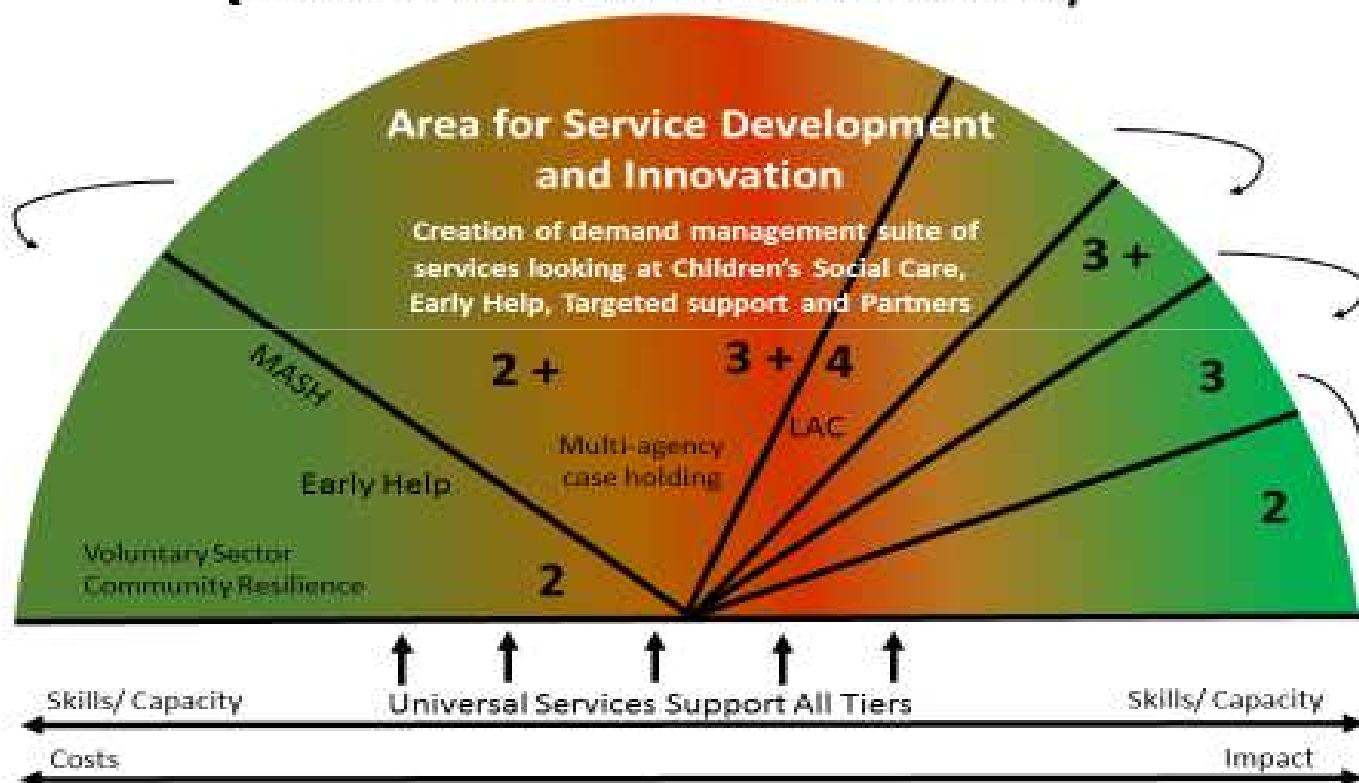 Area for Service Development
and Innovation
Creation of demand management suite of
services looking at Children's Social Care,
Early Help, Targeted support and Partners
3 +
MASH
2 +
3 +
4
3
LAC
Multi-agency
case holding
Early Help
2
Voluntary Sector
Community Resilience
2
Skills/ Capacity
Universal Services Support All Tiers
Skills/ Capacity
Costs
Impact